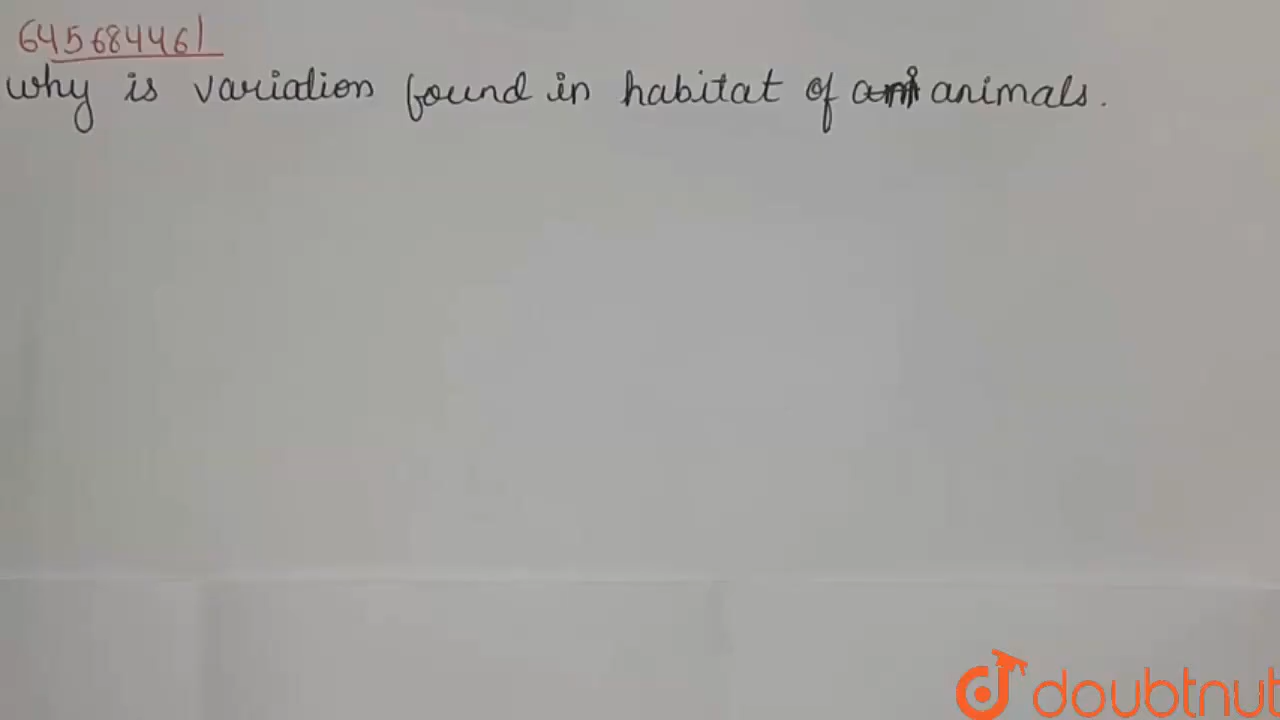 645684461
why is variation found in habitat of animals.
doubtnut